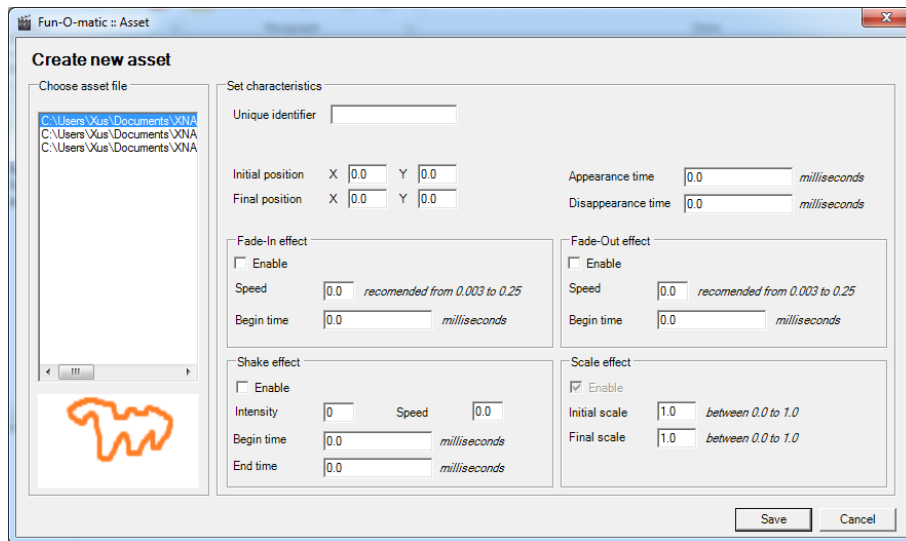 Fun-O-matic :: Asset
Create new asset
Choose asset file
C:\Users\Xus\Documents\XNA
C:\Users\Xus\Documents\XNA
C:\Users\Xus\Documents\XNA
Set characteristics
Unique identifier
Initial position X 0.0 Y 0.0
Final position X 0.0 Y 0.0
Appearance time 0.0 milliseconds
Disappearance time 0.0 milliseconds
Fade-In effect
Enable
Speed 0.0 recomended from 0.003 to 0.25
Begin time 0.0 milliseconds
Fade-Out effect
Enable
Speed 0.0 recomended from 0.003 to 0.25
Begin time 0.0 milliseconds
Shake effect
Enable
Intensity 0 Speed 0.0
Begin time 0.0 milliseconds
End time 0.0 milliseconds
Scale effect
Enable
Initial scale 1.0 between 0.0 to 1.0
Final scale 1.0 between 0.0 to 1.0
Save Cancel